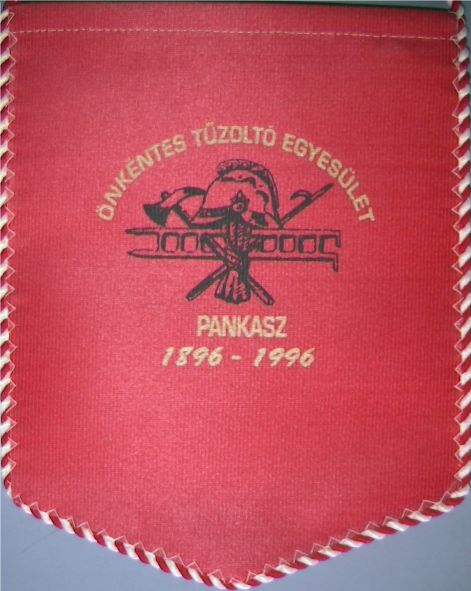 ÖNKÉNTES TŰZOLTÓ EGYESÜLET
PANKASZ
1896 - 1996